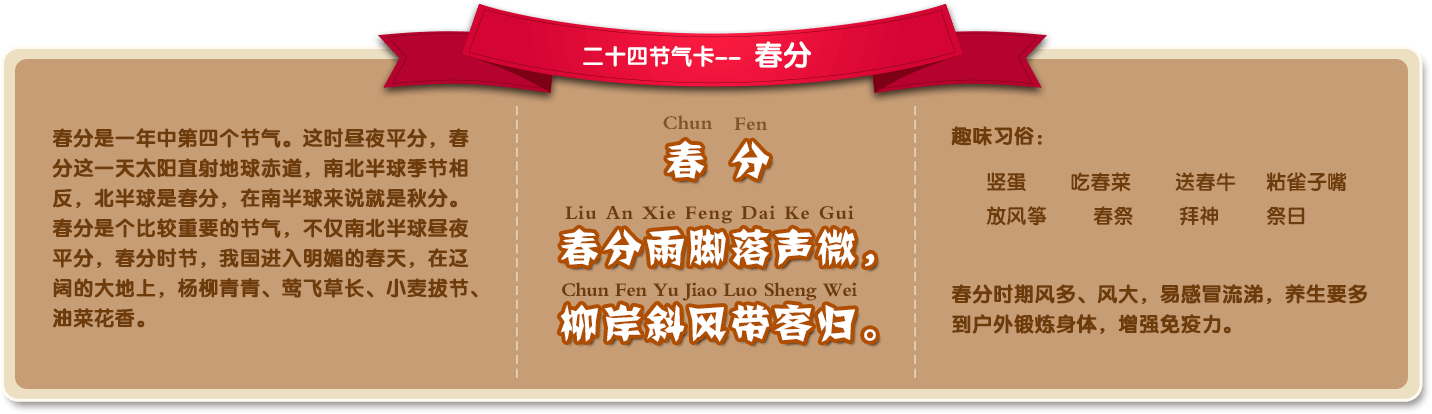 二十四节气卡-- 春分
春分是一年中第四个节气。这时昼夜平分，春
分这一天太阳直射地球赤道，南北半球季节相
反，北半球是春分，在南半球来说就是秋分。
春分是个比较重要的节气，不仅南北半球昼夜
平分，春分时节，我国进入明媚的春天，在辽
阔的大地上，杨柳青青、莺飞草长、小麦拔节、
油菜花香。
Chun Fen
春 分
Liu An Xie Feng Dai Ke Gui
春分雨脚落声微，
Chun Fen Yu Jiao Luo Sheng Wei
柳岸斜风带客归。
趣味习俗：
竖蛋 吃春菜 送春牛 粘雀子嘴
放风筝 春祭 拜神 祭日
春分时期风多、风大，易感冒流涕，养生要多
到户外锻炼身体，增强免疫力。